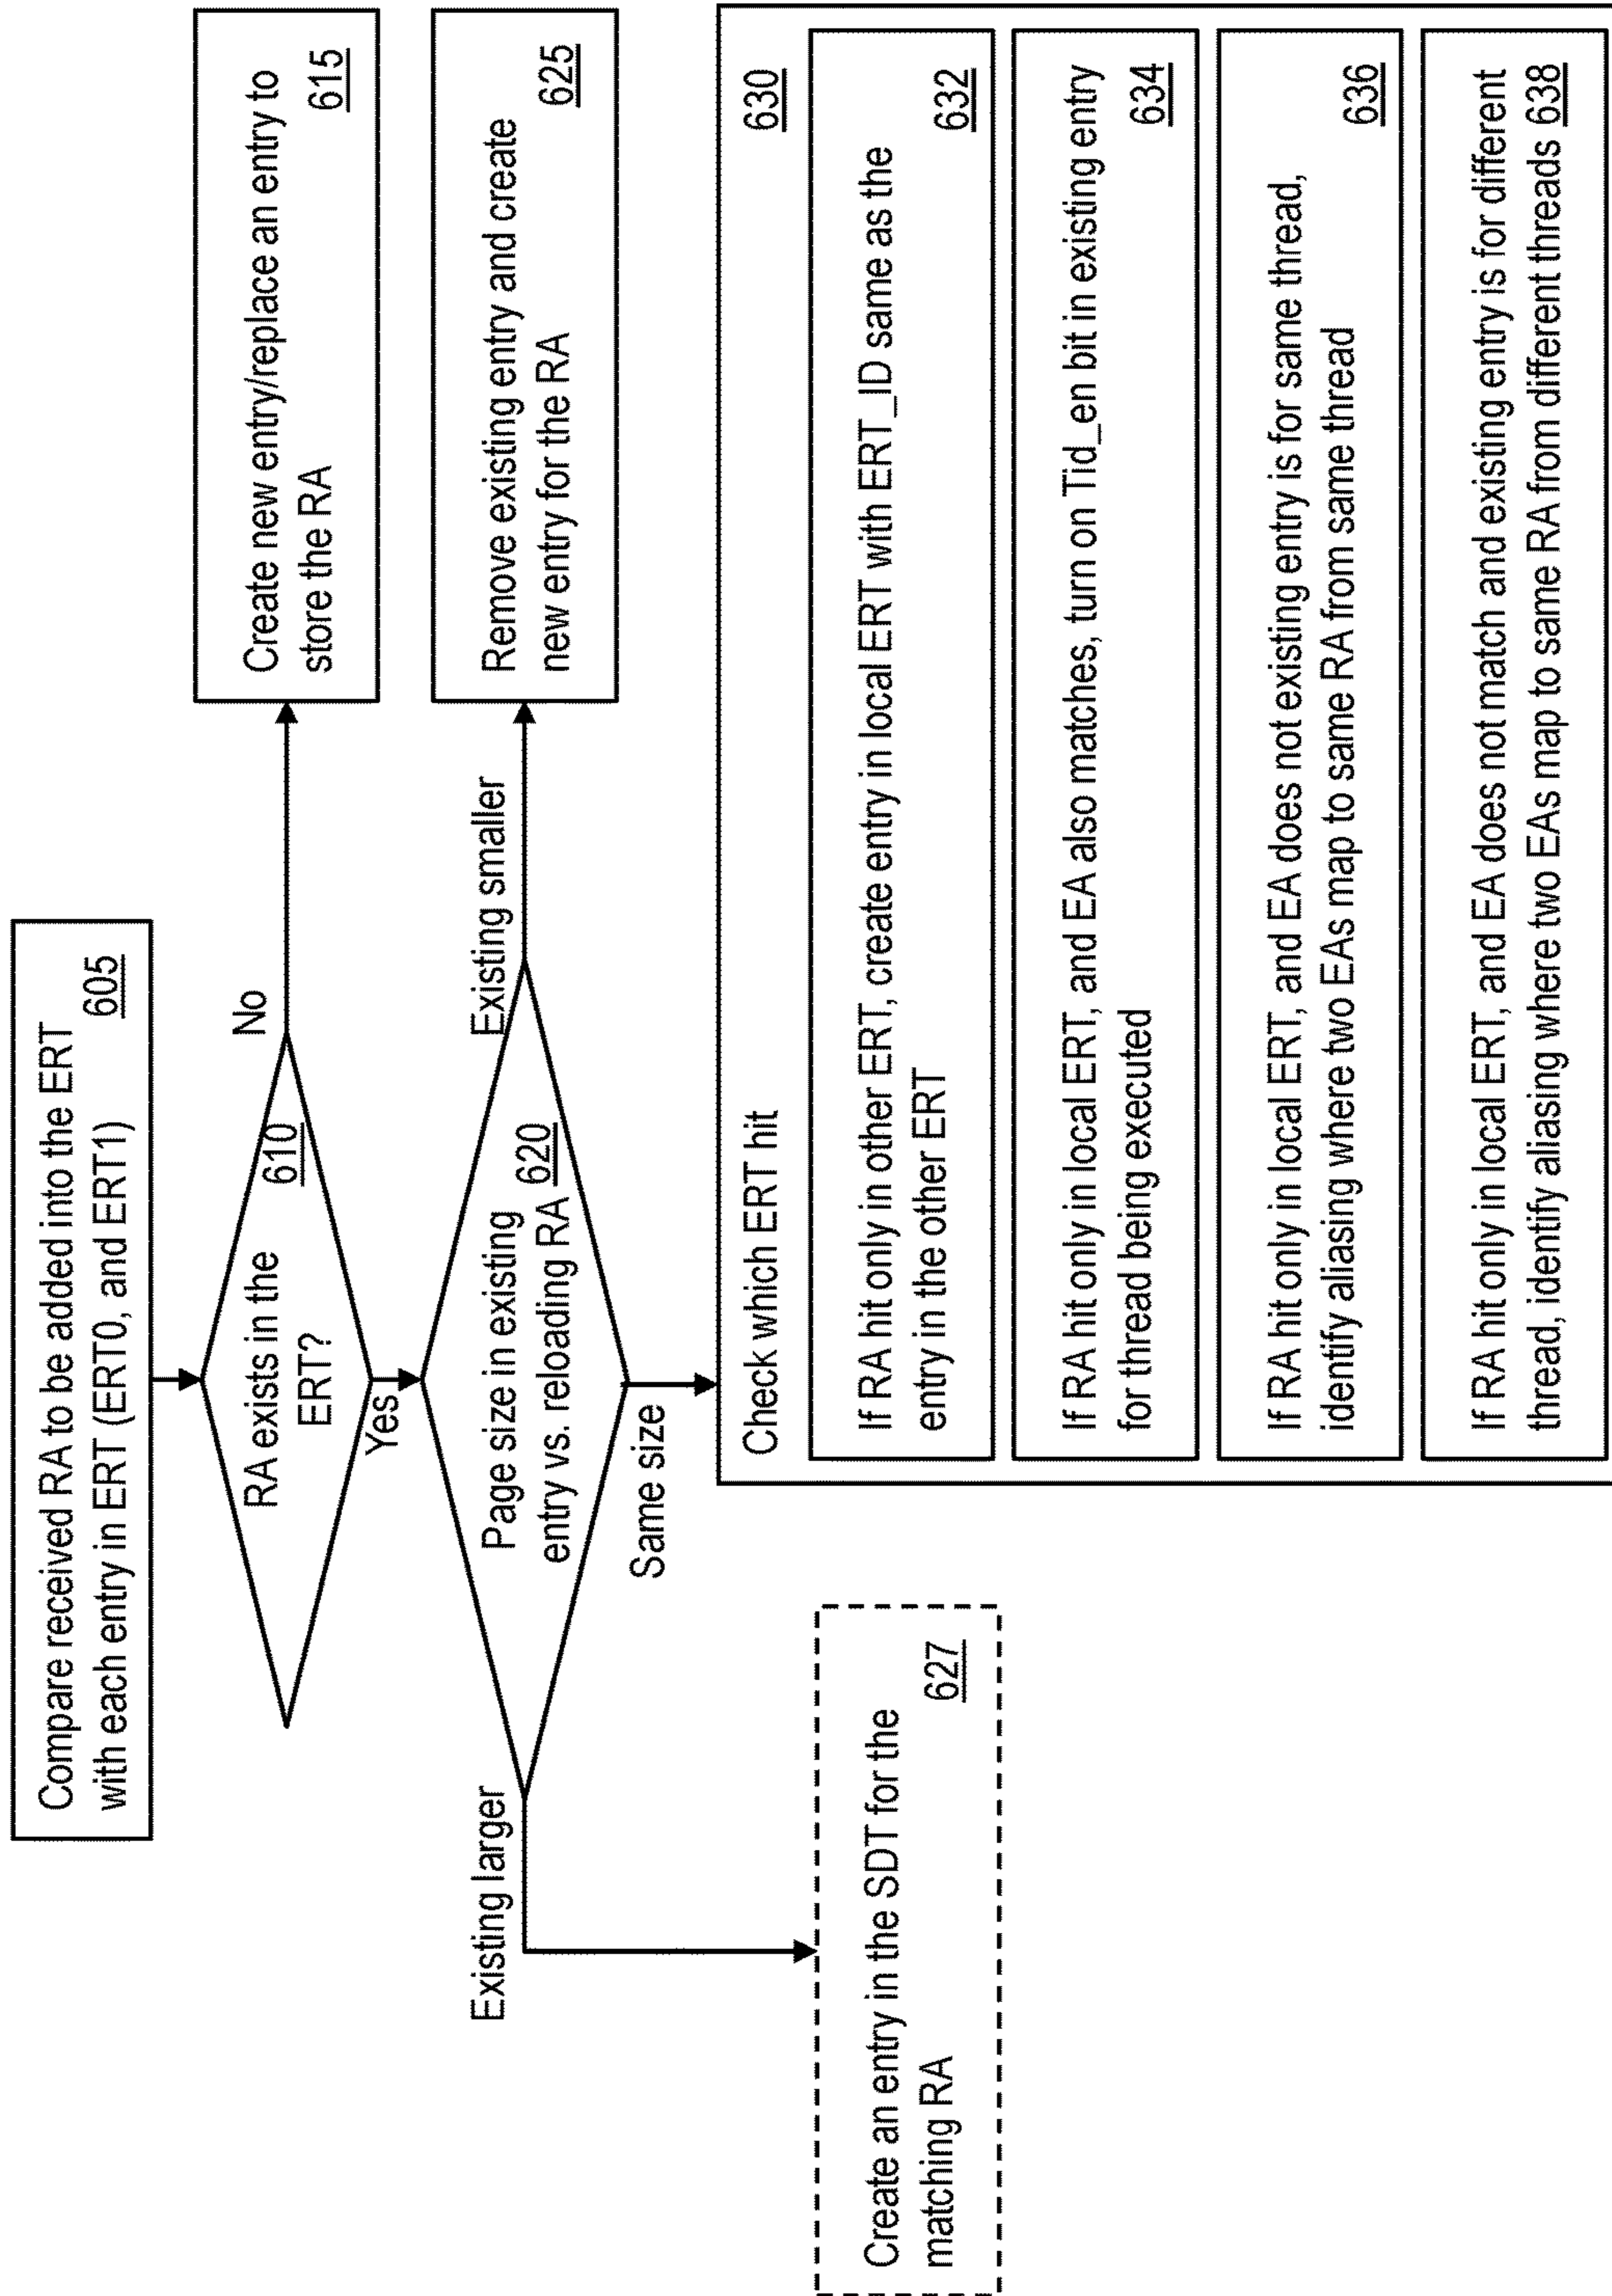 Compare received RA to be added into the ERT
with each entry in ERT (ERT0, and ERT1) 605
RA exists in the
ERT?
610
No
Create new entry/replace an entry to
store the RA
615
Yes
Page size in existing
entry vs. reloading RA
620
Existing smaller
Remove existing entry and create
new entry for the RA
625
Existing larger
Create an entry in the SDT for the
matching RA
627
Same size
Check which ERT hit
630
If RA hit only in other ERT, create entry in local ERT with ERT_ID same as the
entry in the other ERT
632
If RA hit only in local ERT, and EA also matches, turn on Tid_en bit in existing entry
for thread being executed
634
If RA hit only in local ERT, and EA does not existing entry is for same thread,
identify aliasing where two EAs map to same RA from same thread
636
If RA hit only in local ERT, and EA does not match and existing entry is for different
thread, identify aliasing where two EAs map to same RA from different threads 638